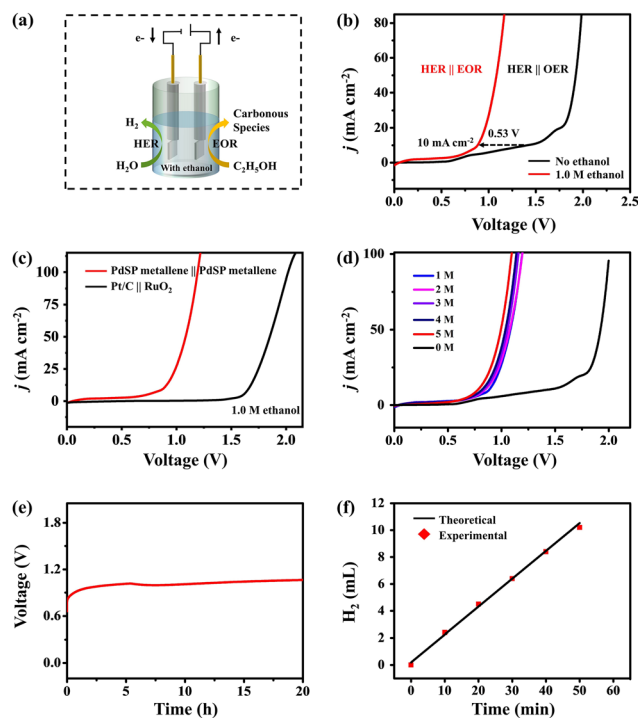 (a)
e-
e-
H₂
Carbonous
Species
HER
EOR
H₂O
With ethanol
C₂H₅OH
(b)
j (mA cm⁻²)
80
60
40
20
0
HER || EOR
HER || OER
0.53 V
10 mA cm⁻²
No ethanol
1.0 M ethanol
0.0 0.5 1.0 1.5 2.0 2.5
Voltage (V)
(c)
j (mA cm⁻²)
100
75
50
25
0
PdSP metallene || PdSP metallene
Pt/C || RuO₂
1.0 M ethanol
0.0 0.5 1.0 1.5 2.0
Voltage (V)
(d)
j (mA cm⁻²)
100
50
0
1 M
2 M
3 M
4 M
5 M
0 M
0.0 0.5 1.0 1.5 2.0
Voltage (V)
(e)
Voltage (V)
1.8
1.2
0.6
0.0
0 5 10 15 20
Time (h)
(f)
H₂ (mL)
12
10
8
6
4
2
0
Theoretical
Experimental
0 10 20 30 40 50 60
Time (min)